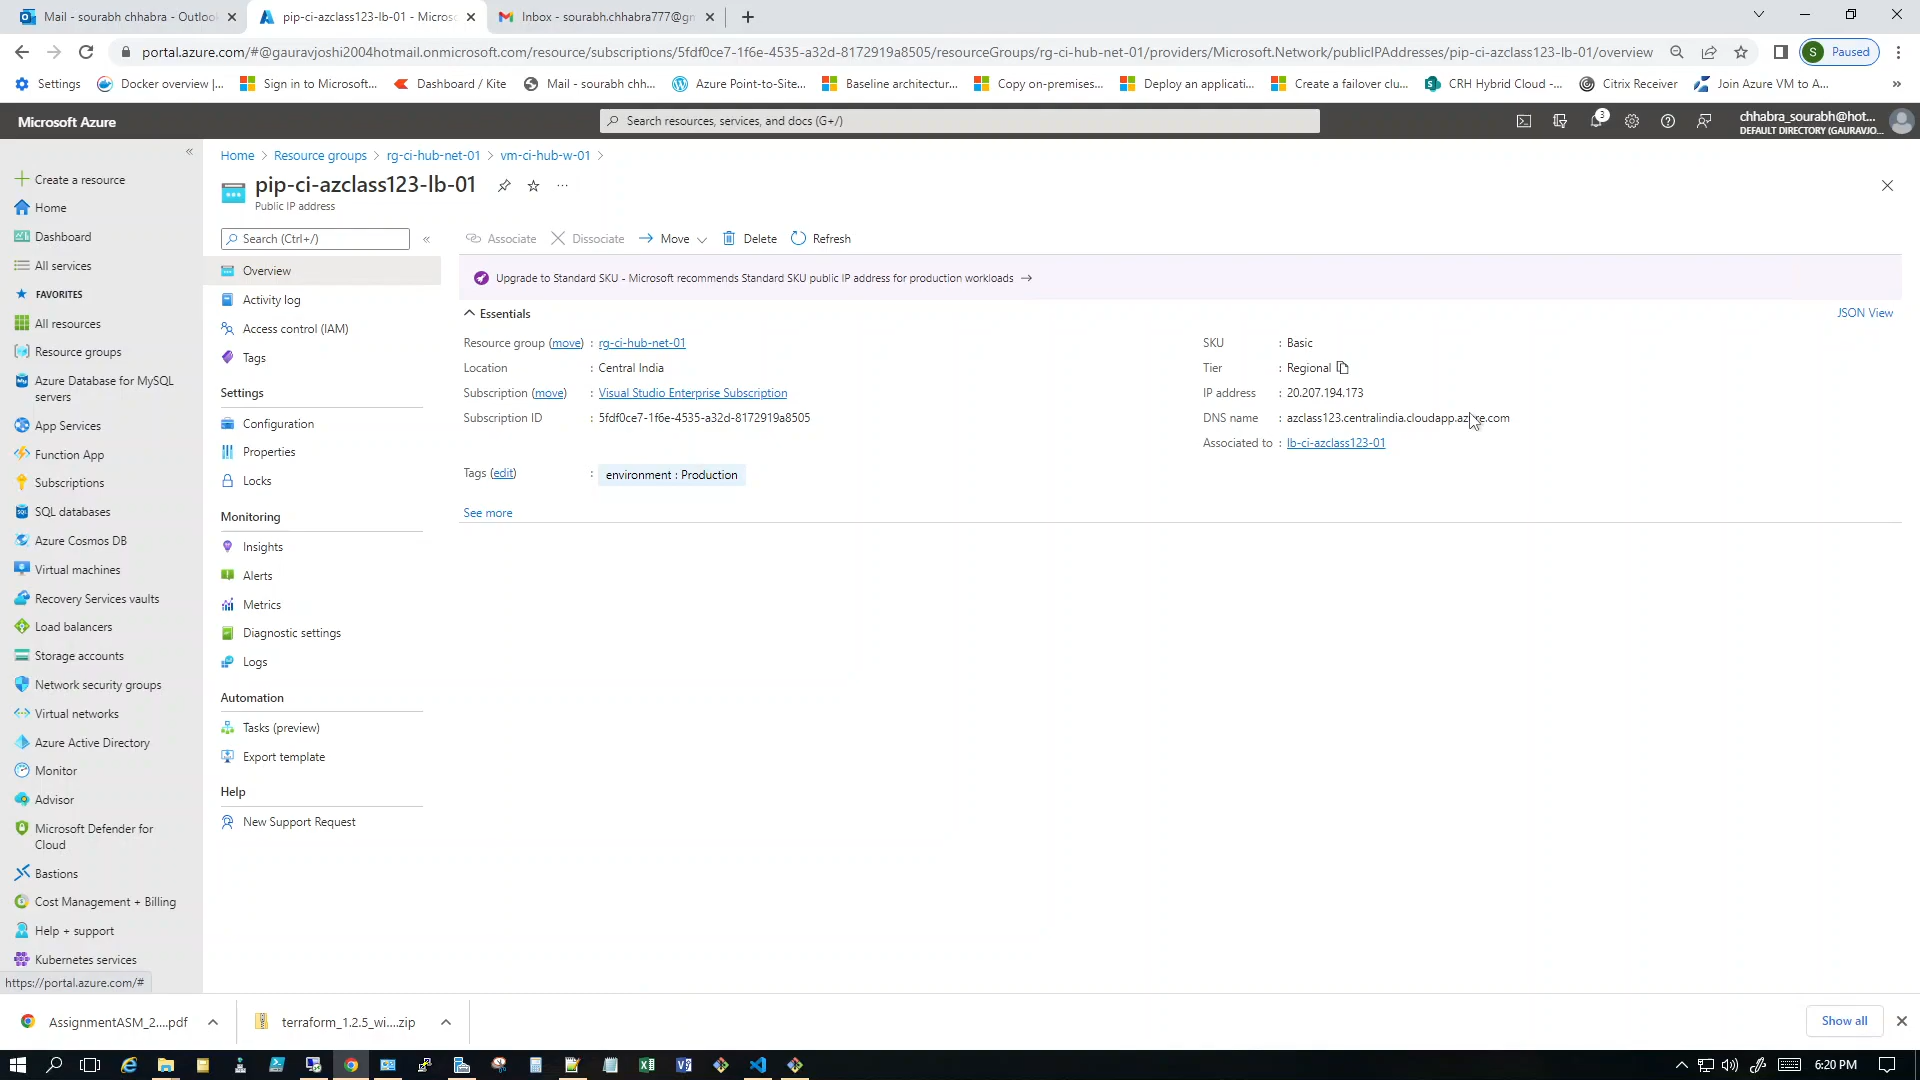 Mail - sourabh chhabra - Outlook
pip-ci-azclass123-lb-01 - Micros
Inbox - sourabh.chhabra777@gm
portal.azure.com/#@gauravjoshi2004hotmail.onmicrosoft.com/resource/subscriptions/5fdf0ce7-1f6e-4535-a32d-8172919a8505/resourceGroups/rg-ci-hub-net-01/providers/Microsoft.Network/publicIPAddresses/pip-ci-azclass123-lb-01/overview
S Paused
Settings
Docker overview |...
Sign in to Microsoft...
Dashboard / Kite
Mail - sourabh chh...
Azure Point-to-Site...
Baseline architectur...
Copy on-premises...
Deploy an applicati...
Create a failover clu...
CRH Hybrid Cloud -...
Citrix Receiver
Join Azure VM to A...
»
Microsoft Azure
Search resources, services, and docs (G+/)
3
chhabra_sourabh@hot...
DEFAULT DIRECTORY (GAURAVJO...
«
Create a resource
Home
Dashboard
All services
FAVORITES
All resources
Resource groups
Azure Database for MySQL
servers
App Services
Function App
Subscriptions
SQL databases
Azure Cosmos DB
Virtual machines
Recovery Services vaults
Load balancers
Storage accounts
Network security groups
Virtual networks
Azure Active Directory
Monitor
Advisor
Microsoft Defender for
Cloud
Bastions
Cost Management + Billing
Help + support
Kubernetes services
https://portal.azure.com/#
Home > Resource groups > rg-ci-hub-net-01 > vm-ci-hub-w-01 >
pip-ci-azclass123-lb-01
Public IP address
Search (Ctrl+/)
«
Overview
Activity log
Access control (IAM)
Tags
Settings
Configuration
Properties
Locks
Monitoring
Insights
Alerts
Metrics
Diagnostic settings
Logs
Automation
Tasks (preview)
Export template
Help
New Support Request
Associate
Dissociate
Move
Delete
Refresh
Upgrade to Standard SKU - Microsoft recommends Standard SKU public IP address for production workloads →
Essentials
JSON View
Resource group (move) : rg-ci-hub-net-01
Location : Central India
Subscription (move) : Visual Studio Enterprise Subscription
Subscription ID : 5fdf0ce7-1f6e-4535-a32d-8172919a8505
SKU : Basic
Tier : Regional
IP address : 20.207.194.173
DNS name : azclass123.centralindia.cloudapp.azure.com
Associated to : lb-ci-azclass123-01
Tags (edit) : environment : Production
See more
AssignmentASM_2....pdf
terraform_1.2.5_wi....zip
Show all
6:20 PM